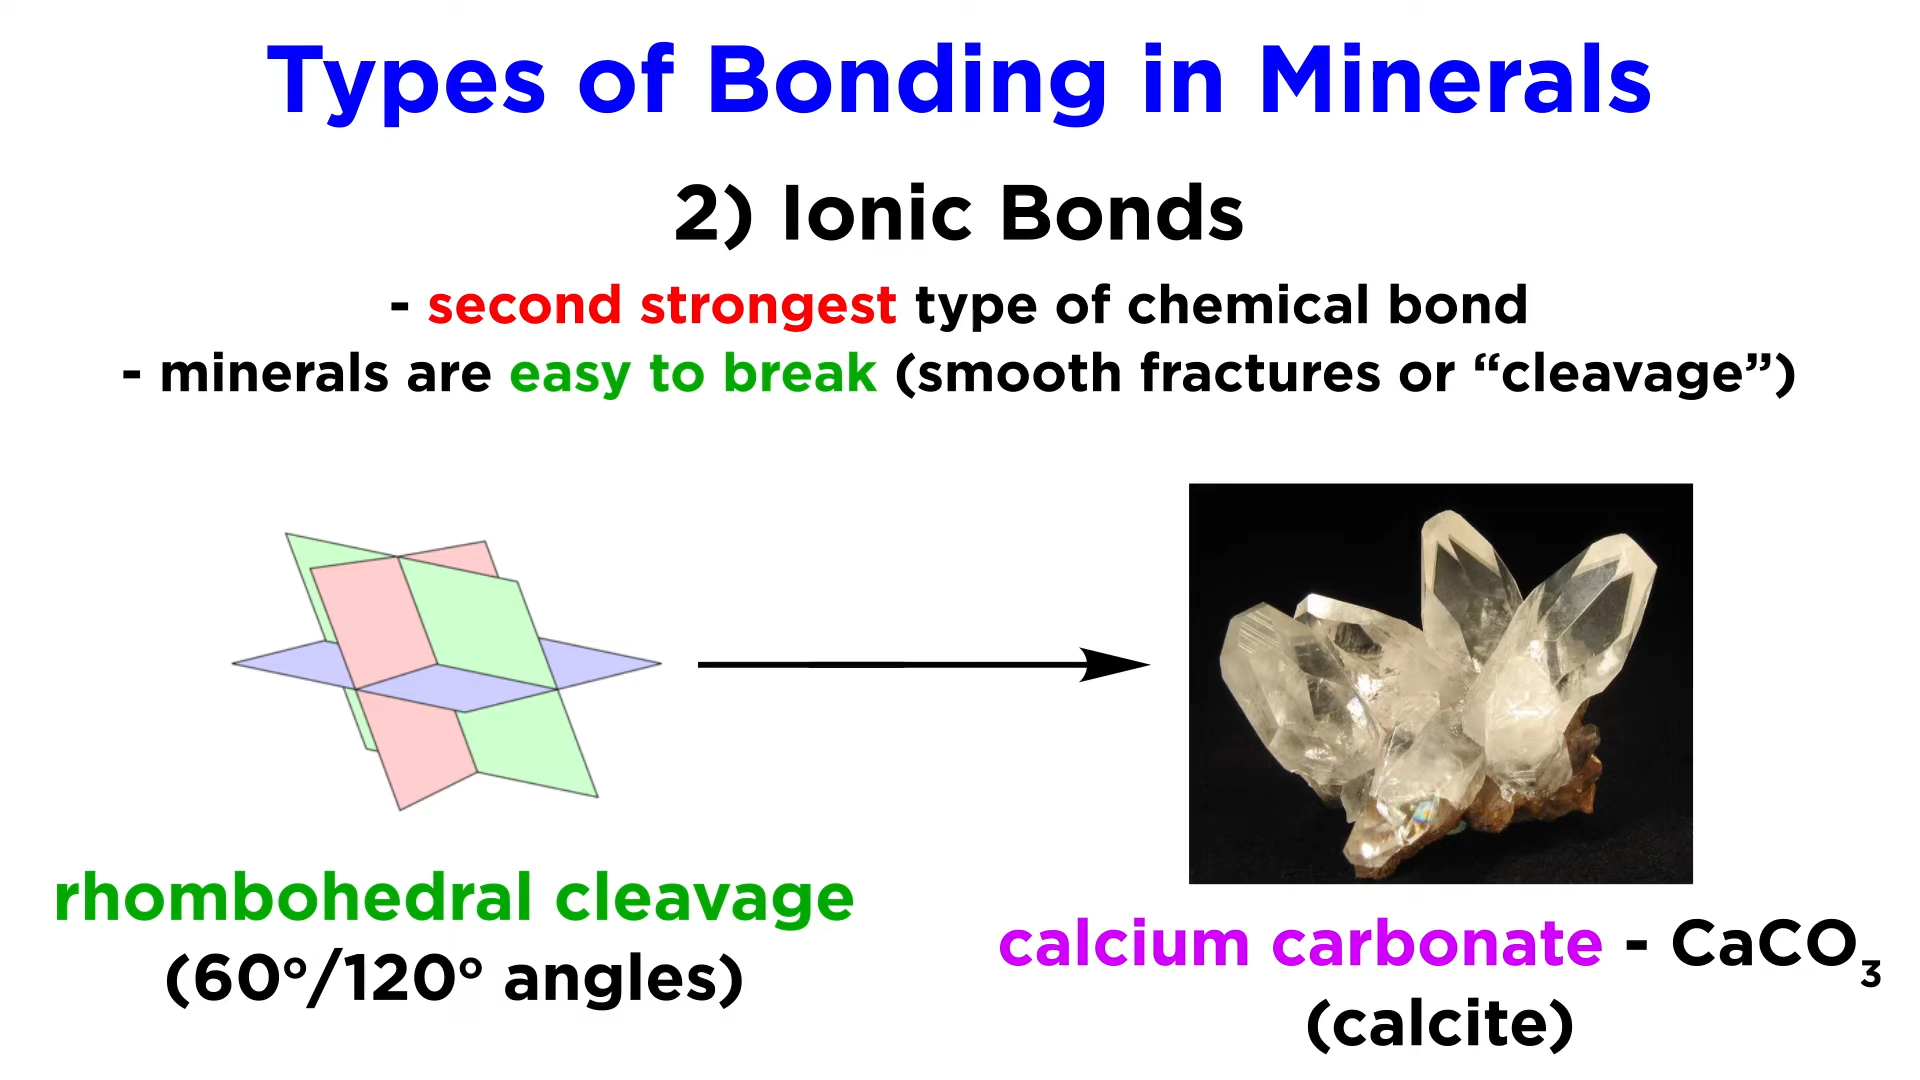 Types of Bonding in Minerals
2) Ionic Bonds
- second strongest type of chemical bond
- minerals are easy to break (smooth fractures or “cleavage”)
rhombohedral cleavage
(60°/120° angles)
calcium carbonate - CaCO₃
(calcite)